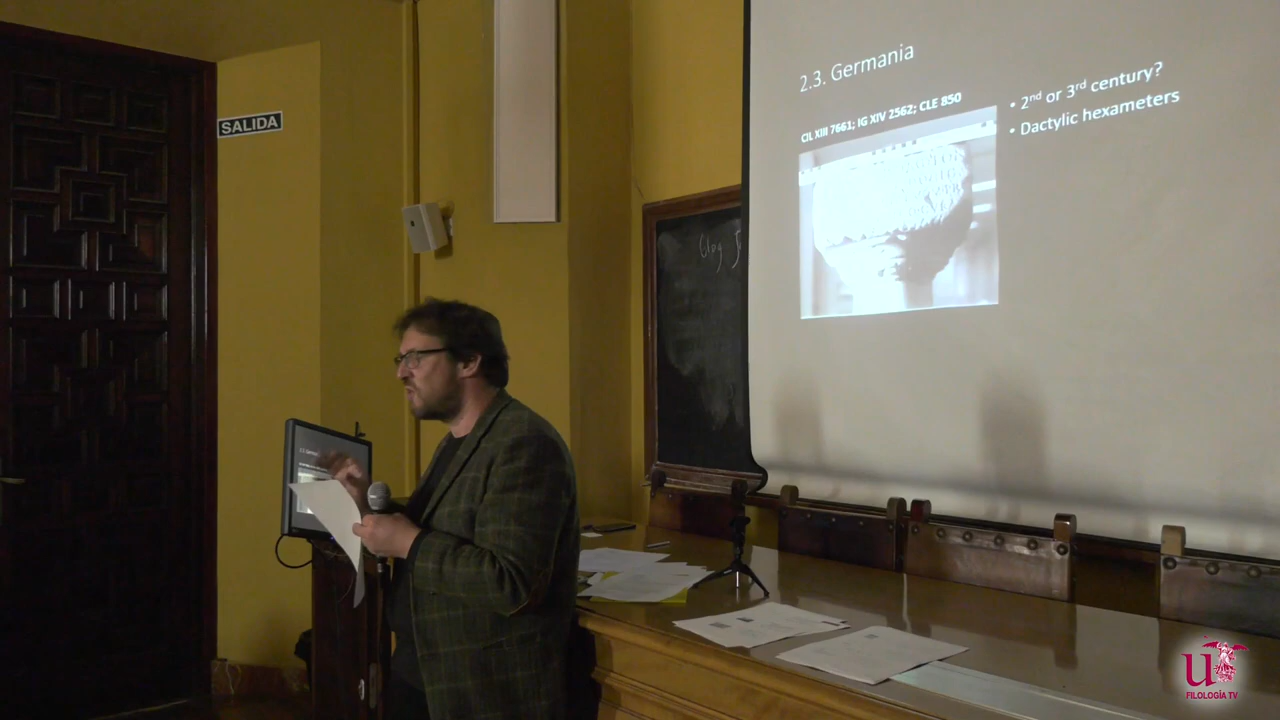 SALIDA
2.3. Germania
CIL XIII 7661; IG XIV 2562; CLE 850
• 2nd or 3rd century?
• Dactylic hexameters
U
FILOLOGÍA TV